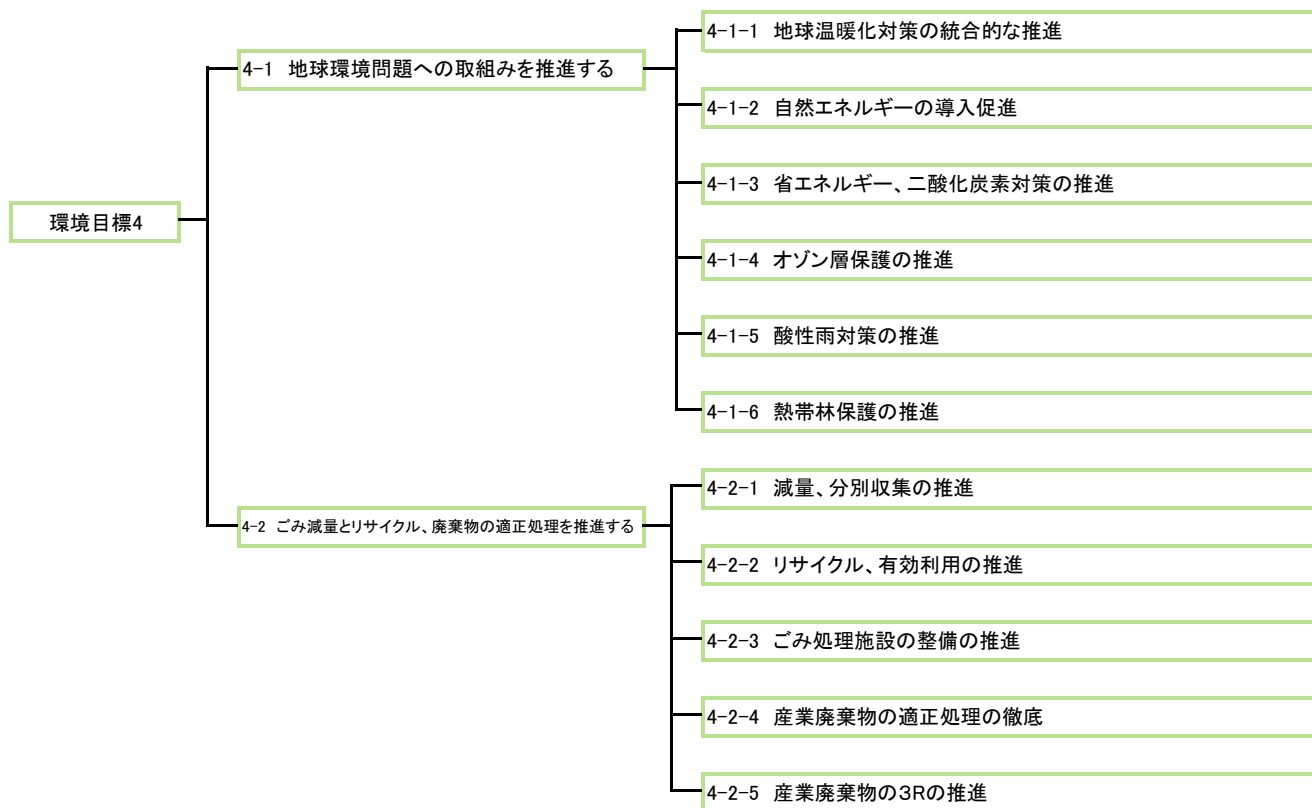 環境目標4
4-1 地球環境問題への取組みを推進する
4-1-1 地球温暖化対策の統合的な推進
4-1-2 自然エネルギーの導入促進
4-1-3 省エネルギー、二酸化炭素対策の推進
4-1-4 オゾン層保護の推進
4-1-5 酸性雨対策の推進
4-1-6 熱帯林保護の推進
4-2 ごみ減量とリサイクル、廃棄物の適正処理を推進する
4-2-1 減量、分別収集の推進
4-2-2 リサイクル、有効利用の推進
4-2-3 ごみ処理施設の整備の推進
4-2-4 産業廃棄物の適正処理の徹底
4-2-5 産業廃棄物の3Rの推進